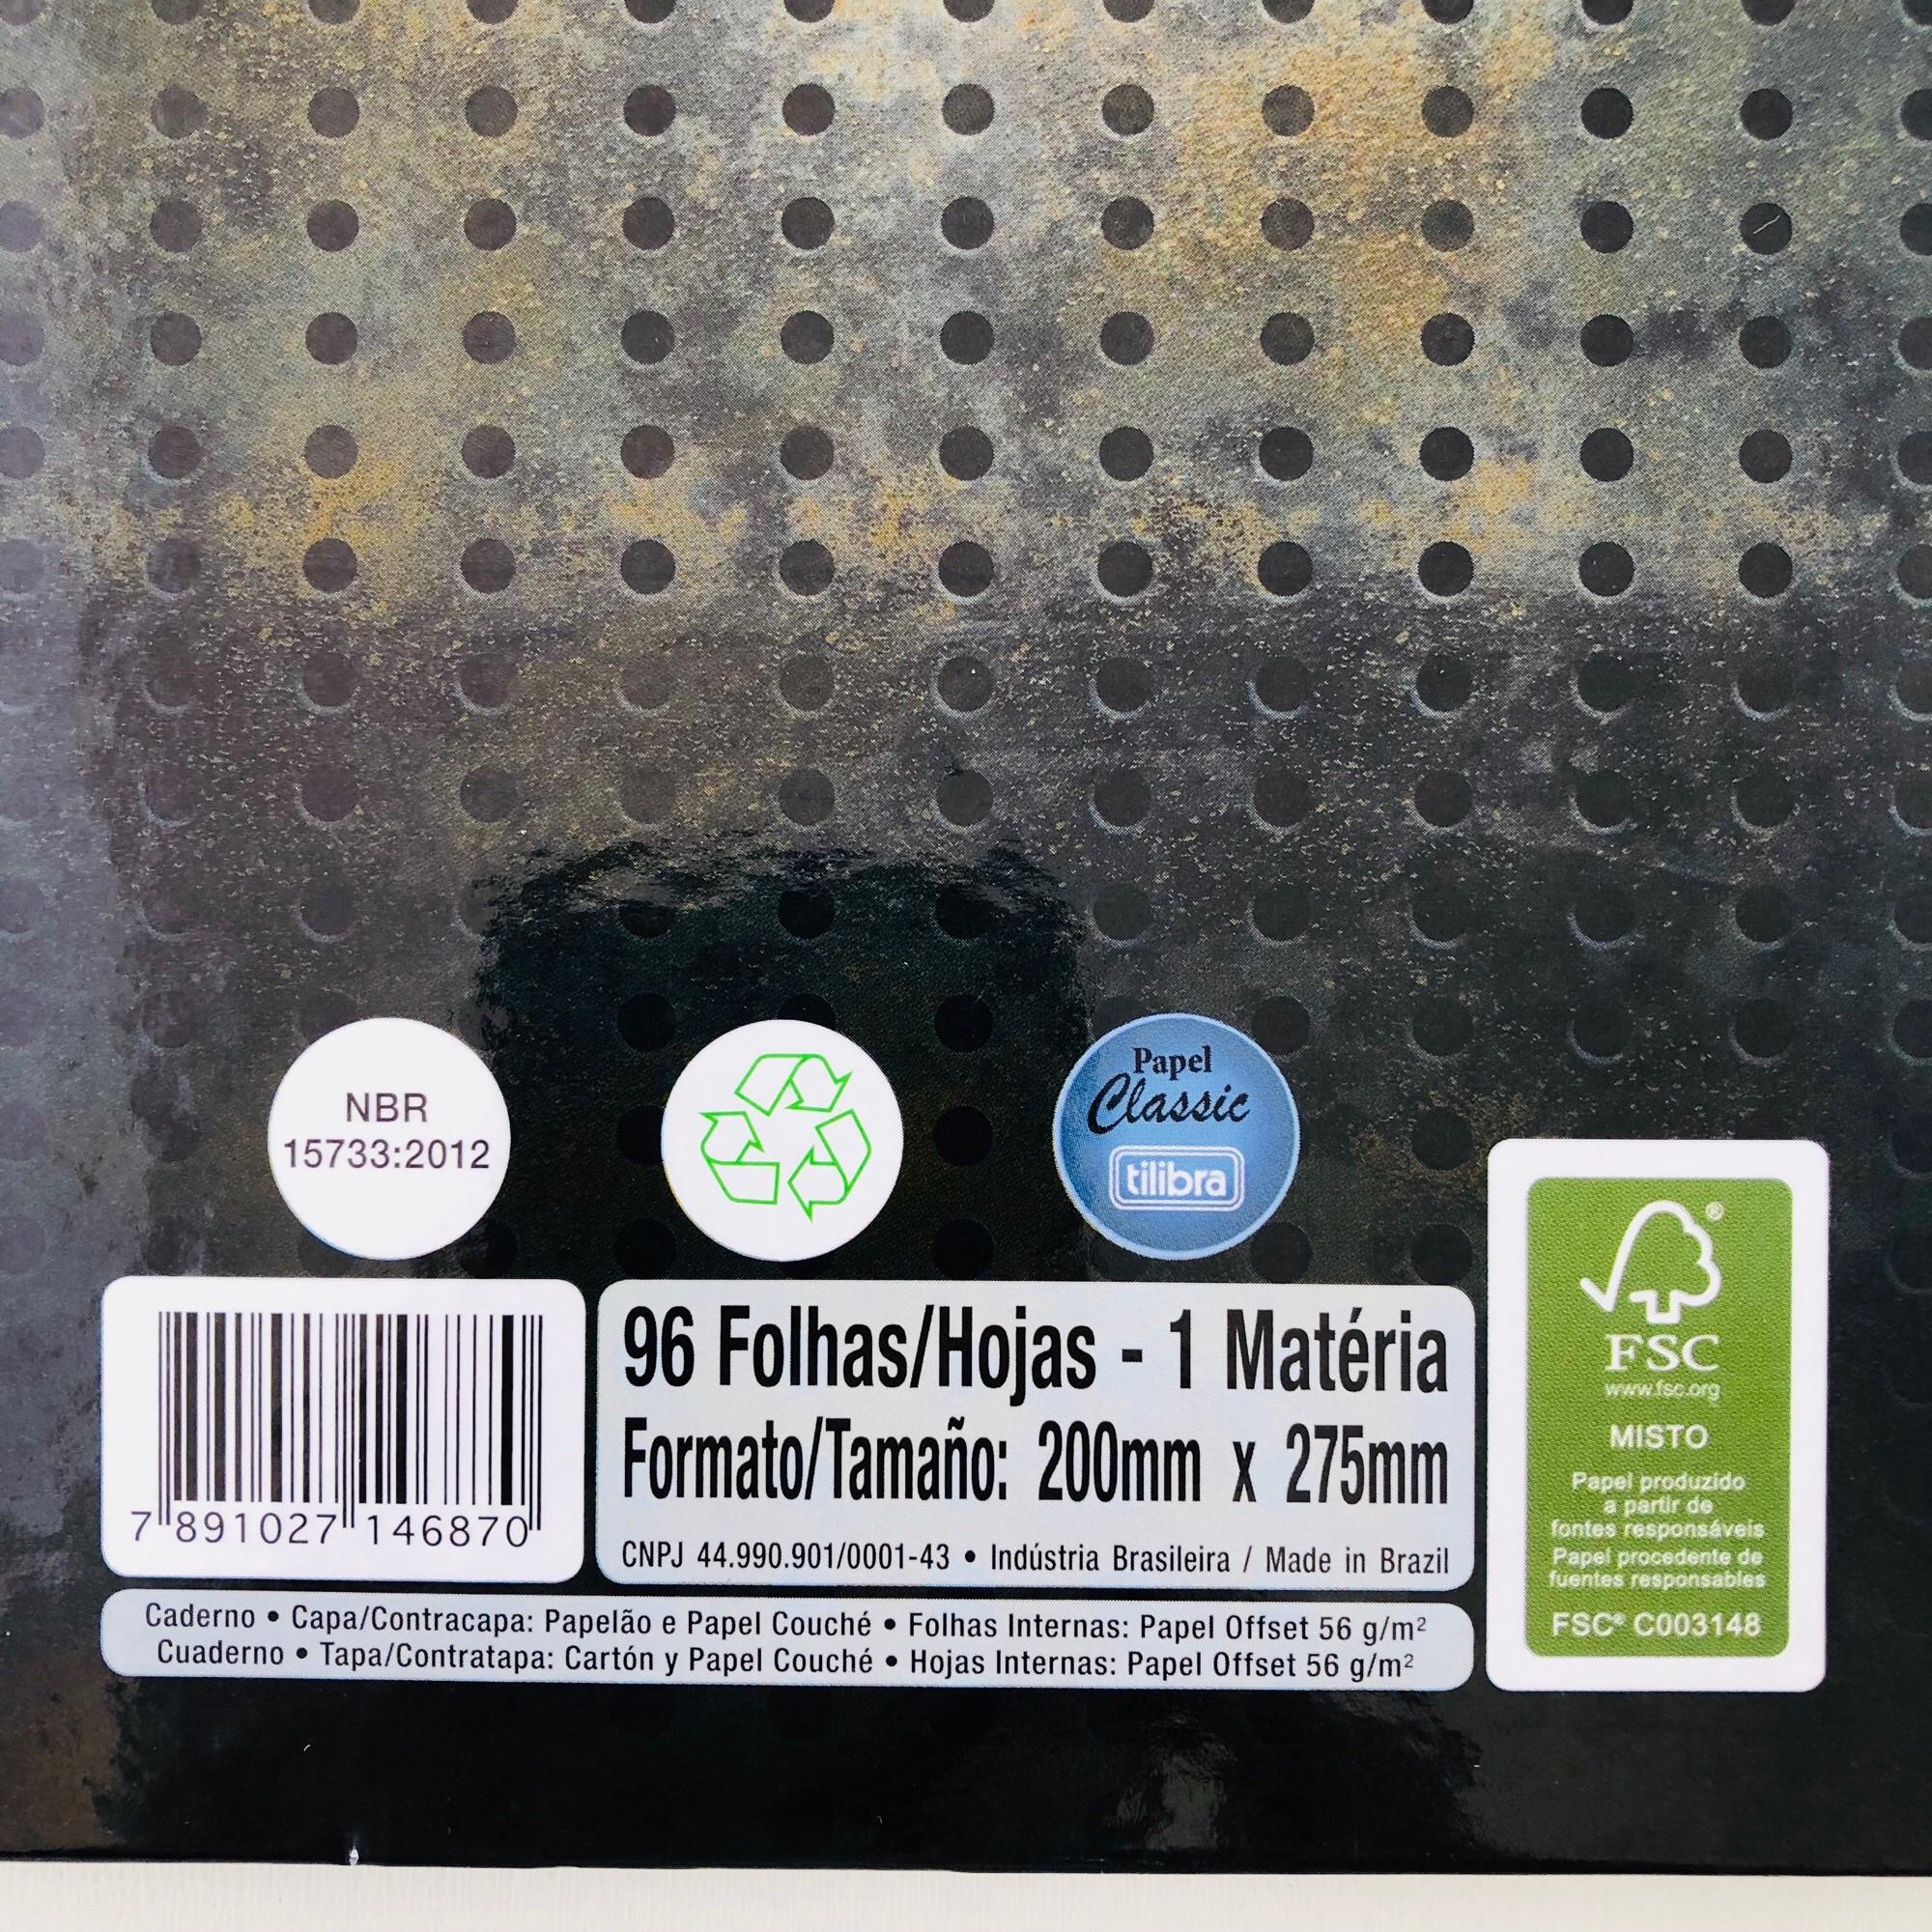 NBR
15733:2012
Papel
Classic
tilibra
7 891027 146870
96 Folhas/Hojas - 1 Matéria
Formato/Tamaño: 200mm x 275mm
CNPJ 44.990.901/0001-43 • Indústria Brasileira / Made in Brazil
Caderno • Capa/Contracapa: Papelão e Papel Couché • Folhas Internas: Papel Offset 56 g/m²
Cuaderno • Tapa/Contratapa: Cartón y Papel Couché • Hojas Internas: Papel Offset 56 g/m²
®
FSC
www.fsc.org
MISTO
Papel produzido
a partir de
fontes responsáveis
Papel procedente de
fuentes responsables
FSC® C003148